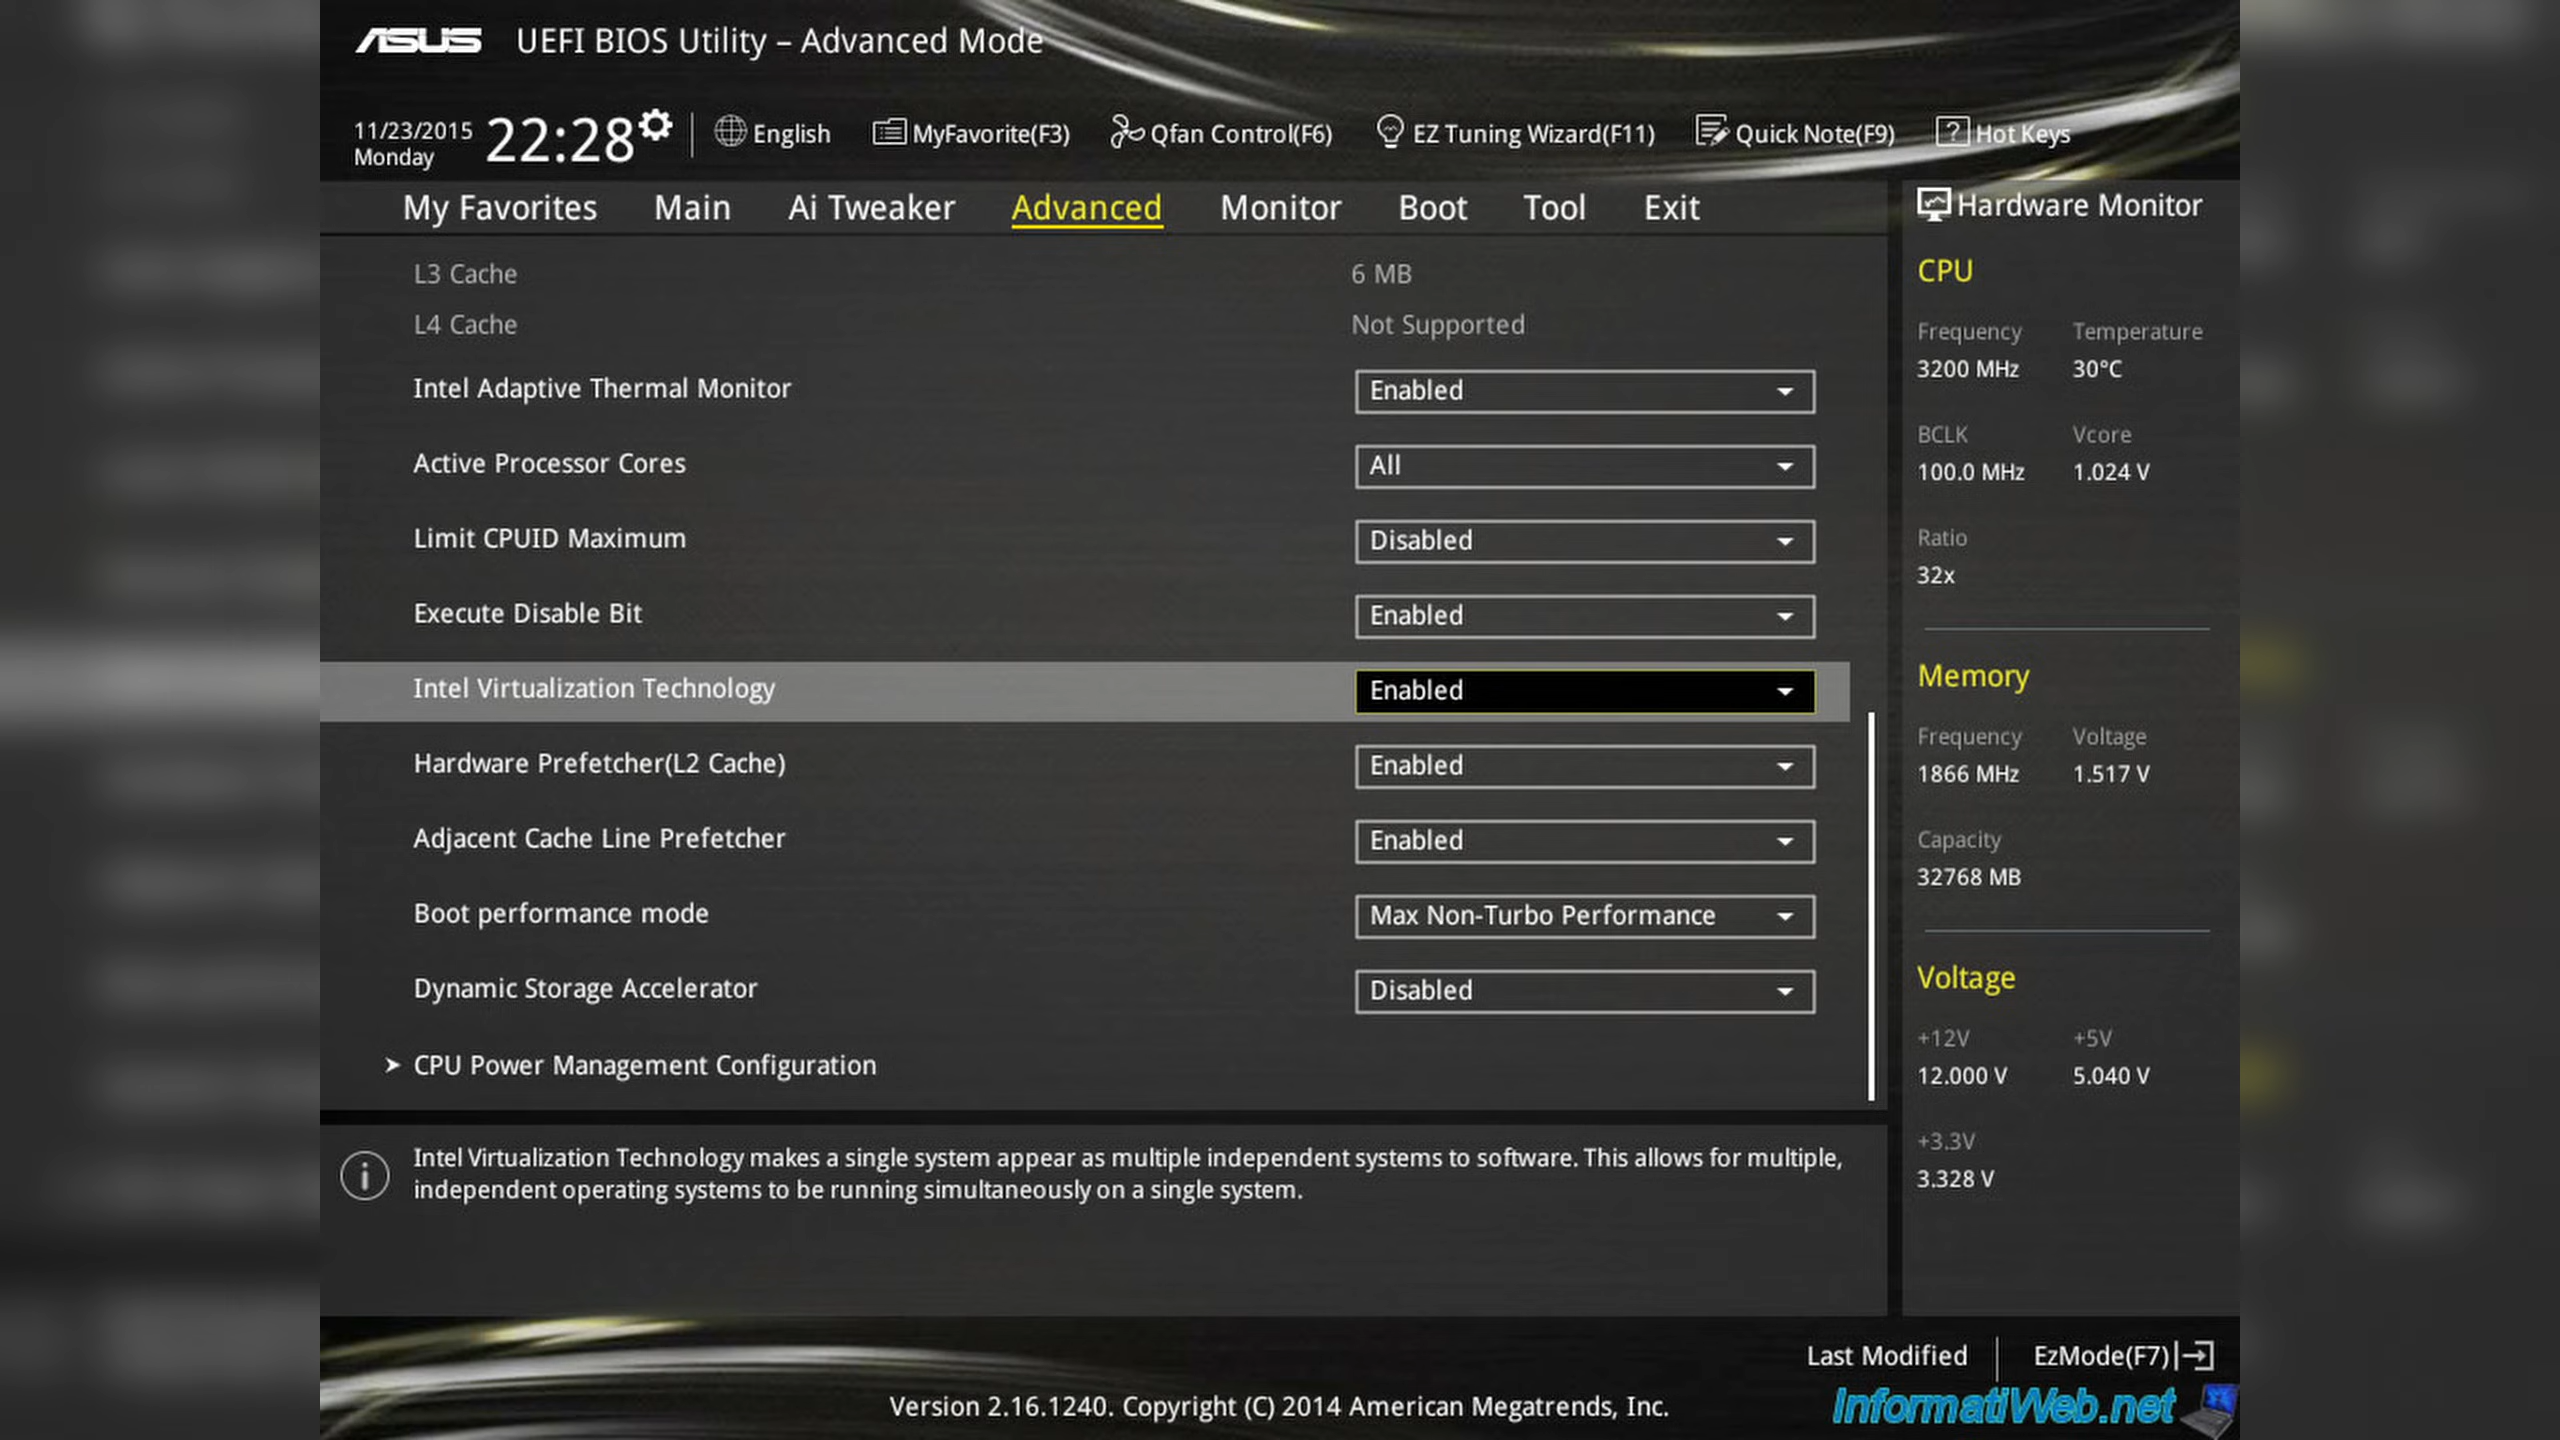 ASUS UEFI BIOS Utility – Advanced Mode
11/23/2015
Monday
22:28
English
MyFavorite(F3)
Qfan Control(F6)
EZ Tuning Wizard(F11)
Quick Note(F9)
? Hot Keys
My Favorites Main Ai Tweaker Advanced Monitor Boot Tool Exit
L3 Cache 6 MB
L4 Cache Not Supported
Intel Adaptive Thermal Monitor Enabled
Active Processor Cores All
Limit CPUID Maximum Disabled
Execute Disable Bit Enabled
Intel Virtualization Technology Enabled
Hardware Prefetcher(L2 Cache) Enabled
Adjacent Cache Line Prefetcher Enabled
Boot performance mode Max Non-Turbo Performance
Dynamic Storage Accelerator Disabled
CPU Power Management Configuration
Intel Virtualization Technology makes a single system appear as multiple independent systems to software. This allows for multiple,
independent operating systems to be running simultaneously on a single system.
Hardware Monitor
CPU
Frequency Temperature
3200 MHz 30°C
BCLK Vcore
100.0 MHz 1.024 V
Ratio
32x
Memory
Frequency Voltage
1866 MHz 1.517 V
Capacity
32768 MB
Voltage
+12V +5V
12.000 V 5.040 V
+3.3V
3.328 V
Last Modified
EzMode(F7)
Version 2.16.1240. Copyright (C) 2014 American Megatrends, Inc.
InformatiWeb.net